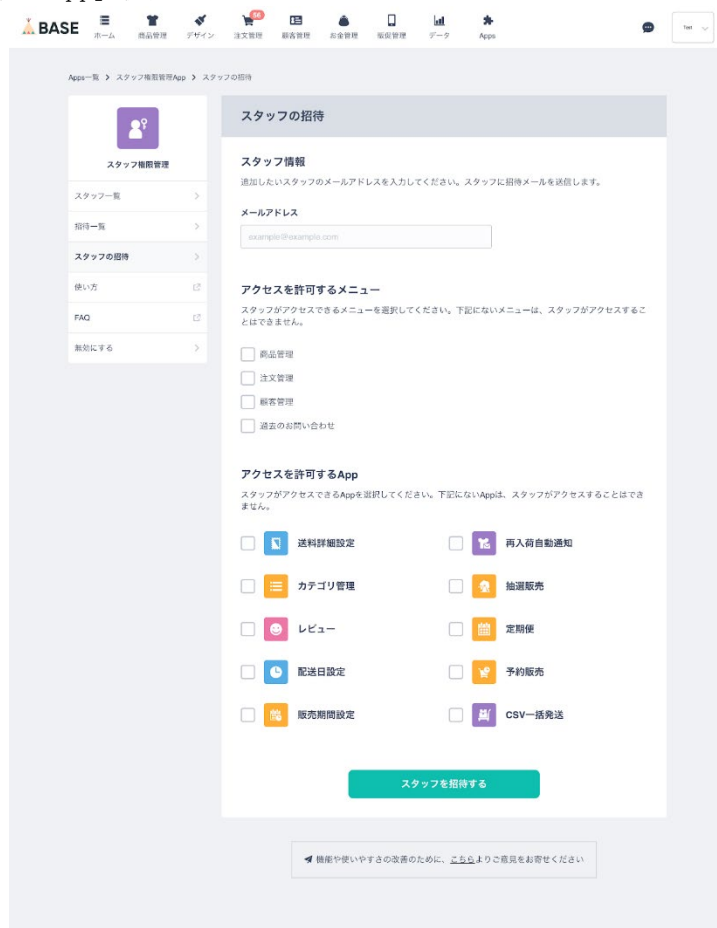 BASE
ホーム
商品管理
デザイン
56
注文管理
顧客管理
お金管理
販促管理
データ
Apps
Apps一覧 > スタッフ権限管理App > スタッフの招待
スタッフ権限管理
スタッフ一覧
招待一覧
スタッフの招待
使い方
FAQ
無効にする
スタッフの招待
スタッフ情報
追加したいスタッフのメールアドレスを入力してください。スタッフに招待メールを送信します。
メールアドレス
example@example.com
アクセスを許可するメニュー
スタッフがアクセスできるメニューを選択してください。下記にないメニューは、スタッフがアクセスするこ
とはできません。
商品管理
注文管理
顧客管理
過去のお問い合わせ
アクセスを許可するApp
スタッフがアクセスできるAppを選択してください。下記にないAppは、スタッフがアクセスすることはでき
ません。
送料詳細設定
再入荷自動通知
カテゴリ管理
抽選販売
レビュー
定期便
配送日設定
予約販売
販売期間設定
CSV一括発送
スタッフを招待する
機能や使いやすさの改善のために、こちらよりご意見をお寄せください